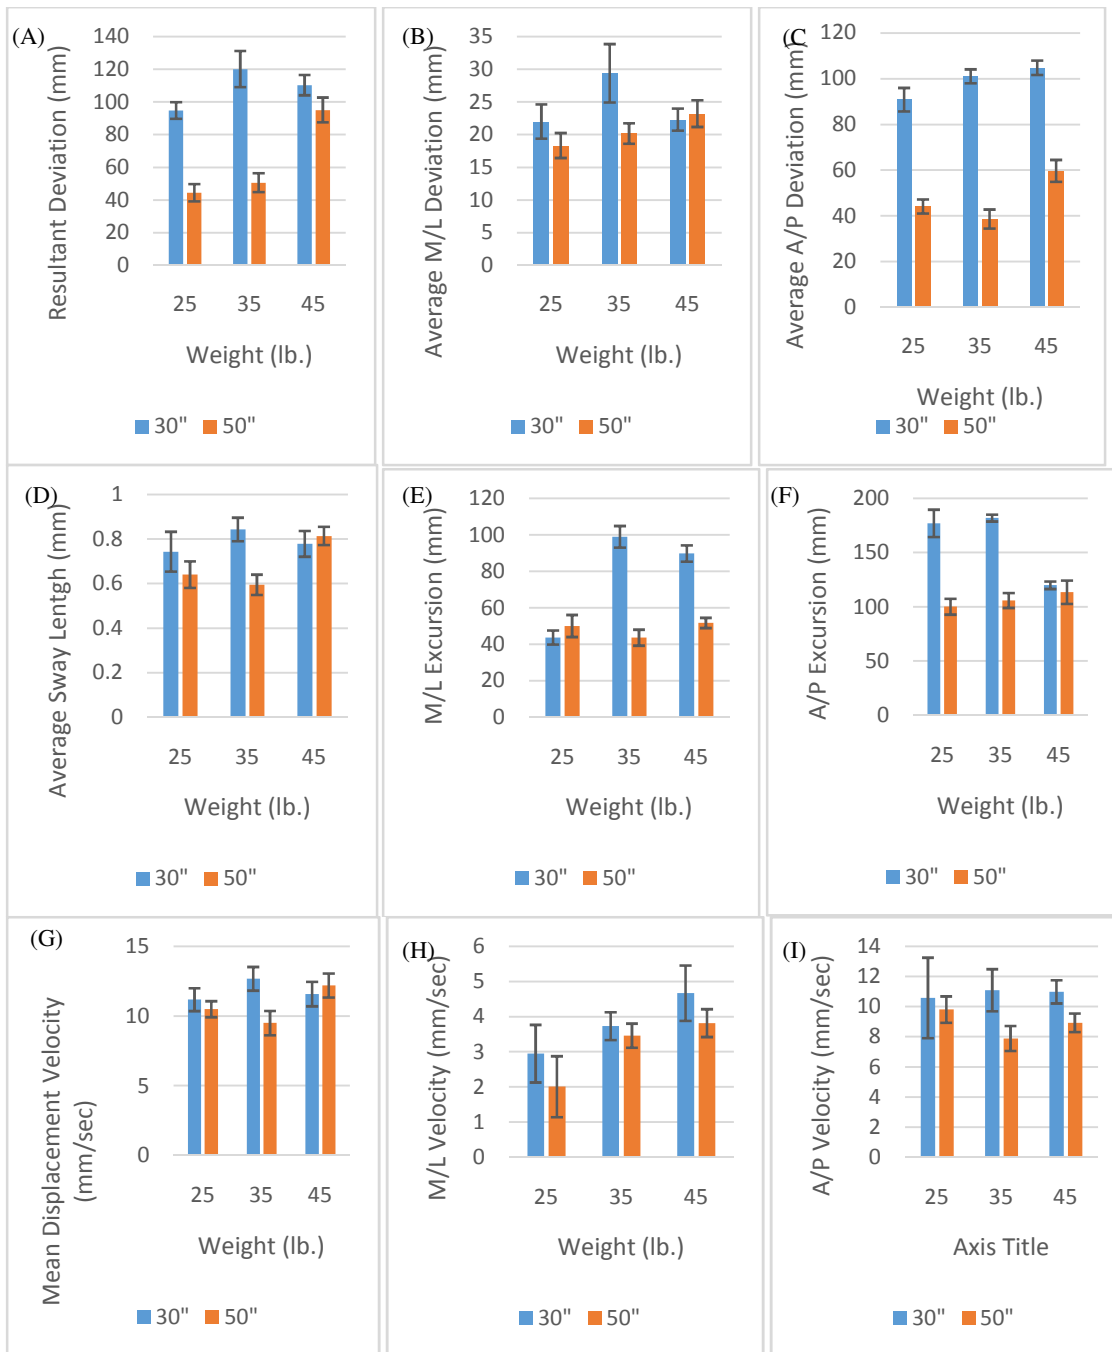 (A)
Resultant Deviation (mm)
140
120
100
80
60
40
20
0
25 35 45
Weight (lb.)
30" 50"
(B)
Average M/L Deviation (mm)
35
30
25
20
15
10
5
0
25 35 45
Weight (lb.)
30" 50"
(C
Average A/P Deviation (mm)
120
100
80
60
40
20
0
25 35 45
Weight (lb.)
30" 50"
(D)
Average Sway Lentgh (mm)
1
0.8
0.6
0.4
0.2
0
25 35 45
Weight (lb.)
30" 50"
(E)
M/L Excursion (mm)
120
100
80
60
40
20
0
25 35 45
Weight (lb.)
30" 50"
(F)
A/P Excursion (mm)
200
150
100
50
0
25 35 45
Weight (lb.)
30" 50"
(G)
Mean Displacement Velocity
(mm/sec)
15
10
5
0
25 35 45
Weight (lb.)
30" 50"
(H)
M/L Velocity (mm/sec)
6
5
4
3
2
1
0
25 35 45
Weight (lb.)
30" 50"
(I)
A/P Velocity (mm/sec)
14
12
10
8
6
4
2
0
25 35 45
Axis Title
30" 50"